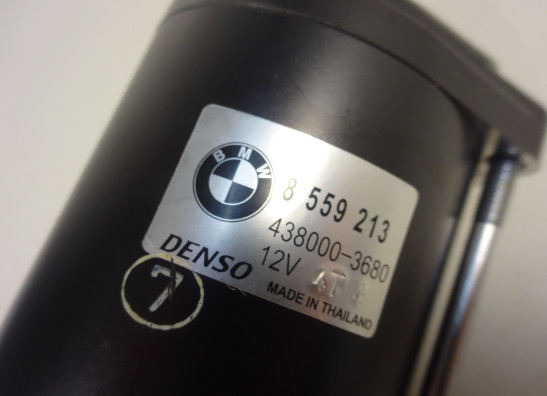 BMW
8 559 213
438000-3680
DENSO
12V
MADE IN THAILAND
7